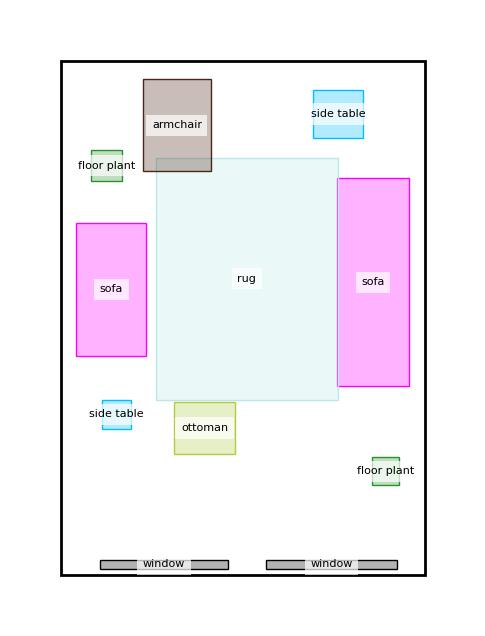 side table
armchair
floor plant
rug
sofa
sofa
side table
ottoman
floor plant
window
window